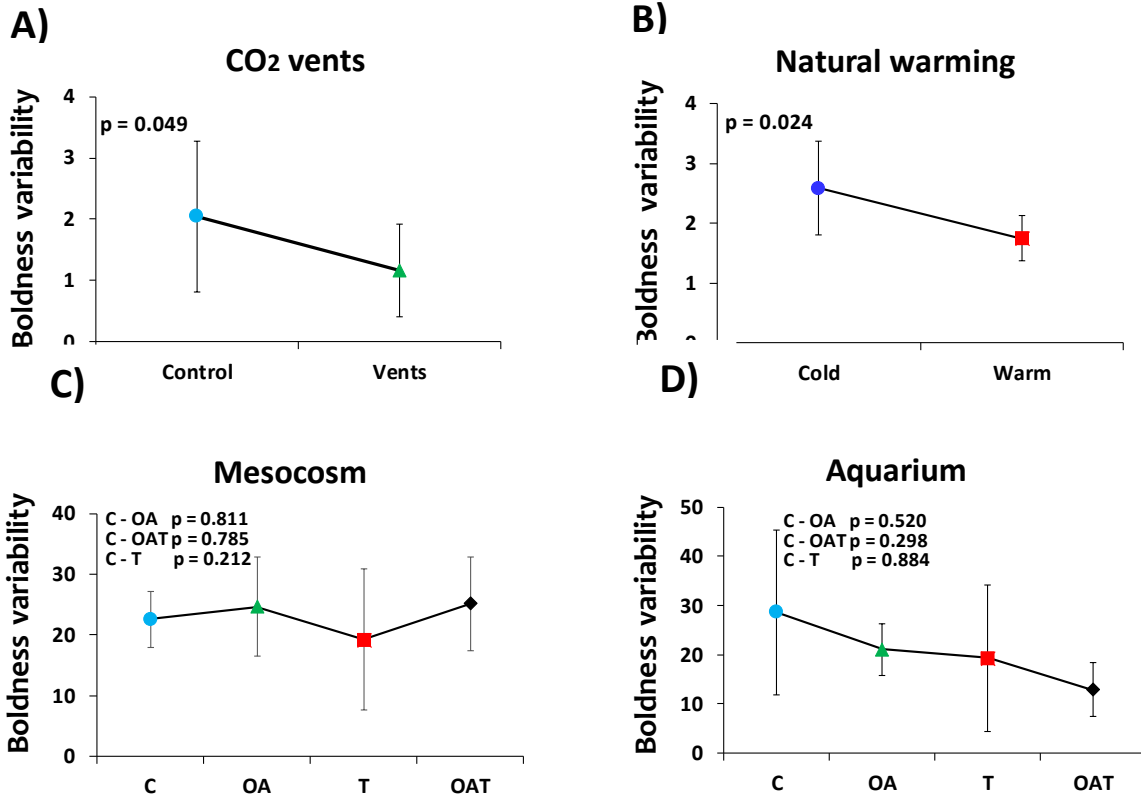 A)
CO2 vents
Boldness variability
4
3
2
1
0
p = 0.049
Control Vents
B)
Natural warming
Boldness variability
4
3
2
1
p = 0.024
Cold Warm
C)
Mesocosm
Boldness variability
40
30
20
10
0
C - OA p = 0.811
C - OAT p = 0.785
C - T p = 0.212
C OA T OAT
D)
Aquarium
Boldness variability
50
40
30
20
10
0
C - OA p = 0.520
C - OAT p = 0.298
C - T p = 0.884
C OA T OAT